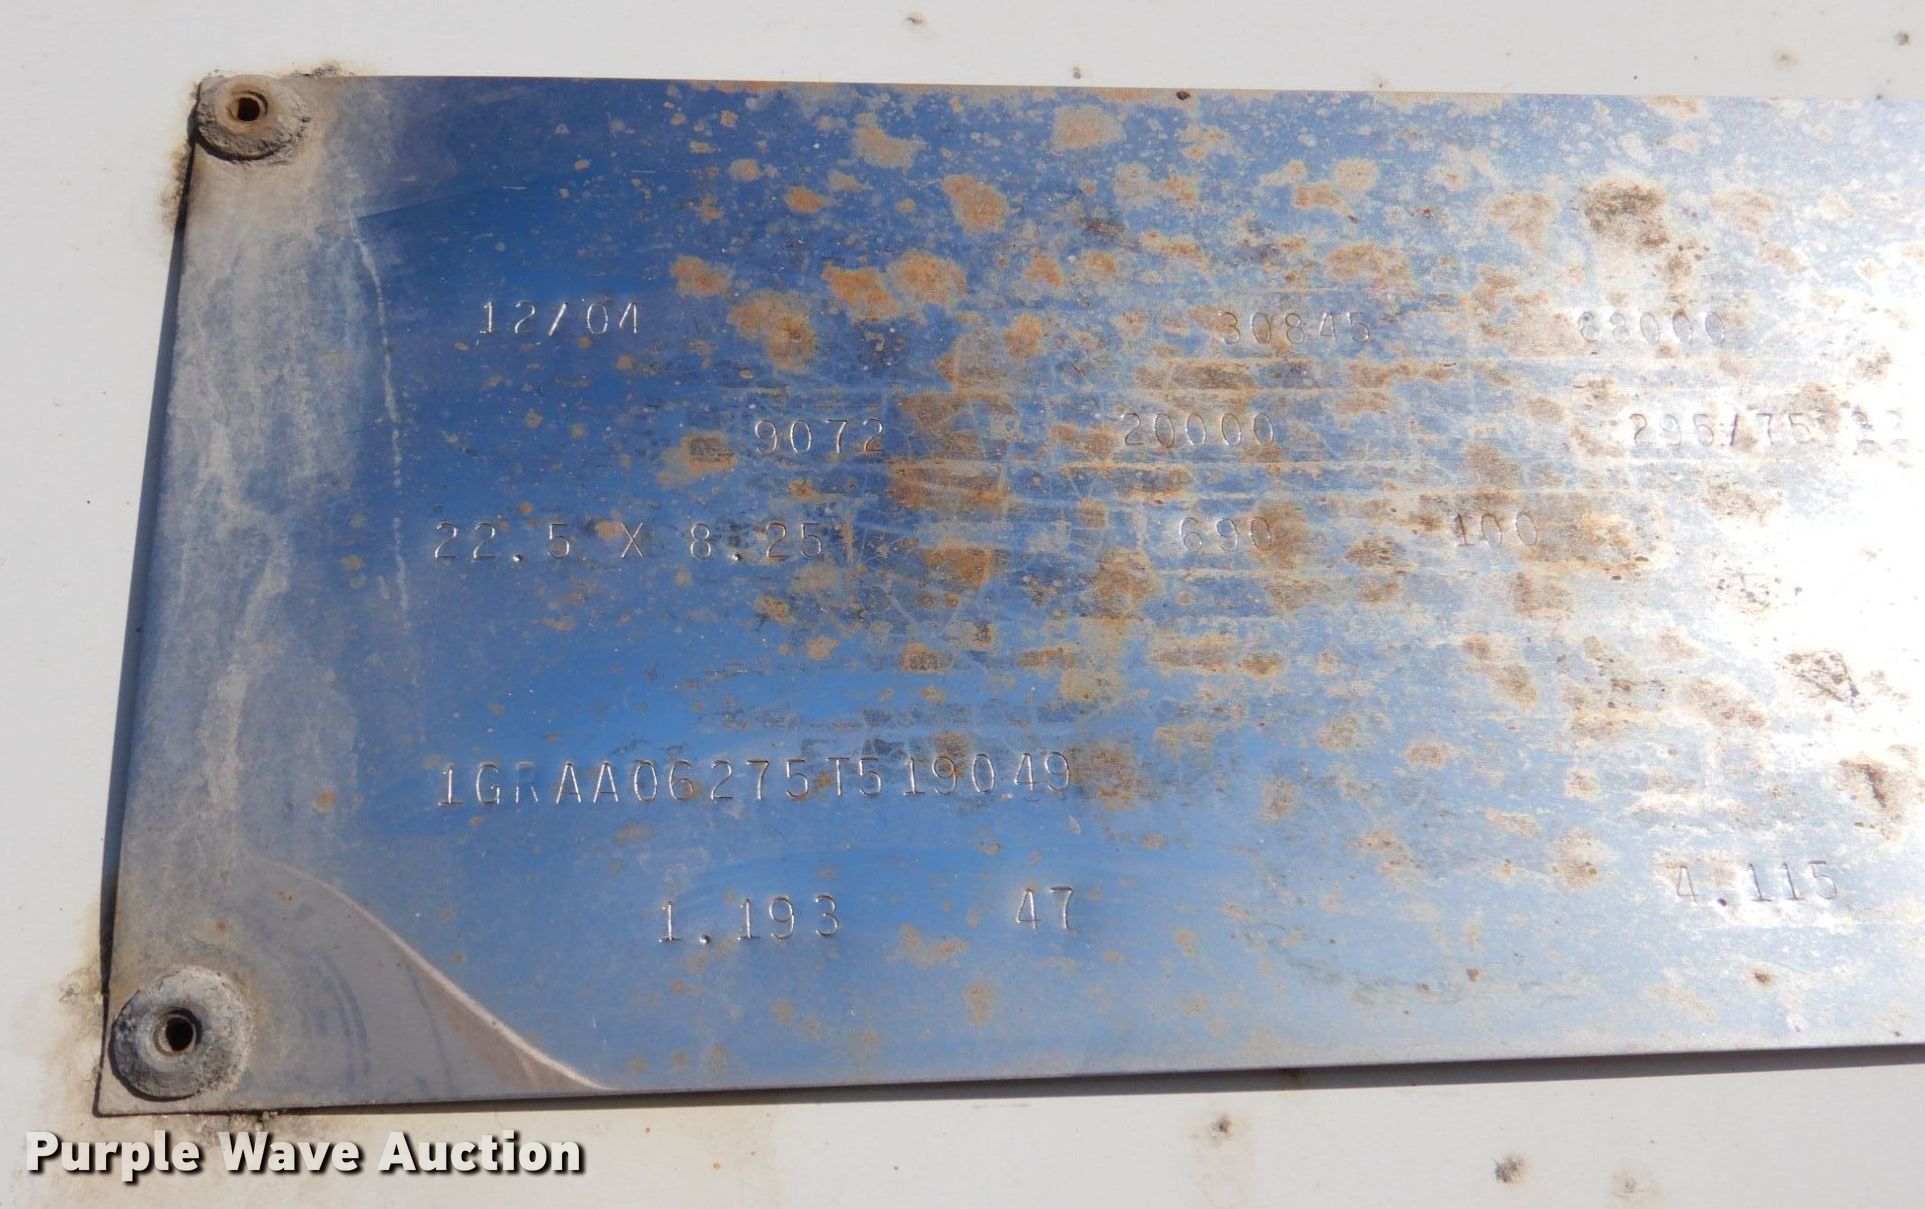 12/04 30845 68000
9072 20000 295/75 22
22.5 X 8.25 690 100
1GRAA06275T519049
1.193 47 4.115
Purple Wave Auction